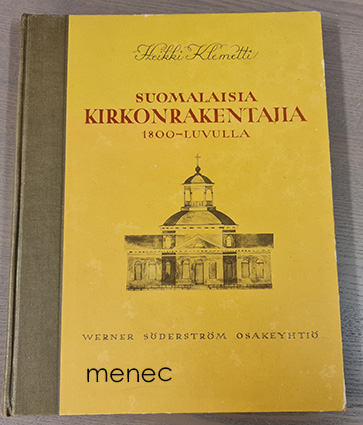 Heikki Klemetti
SUOMALAISIA
KIRKONRAKENTAJIA
1800-LUVULLA
WERNER SÖDERSTRÖM OSAKEYHTIÖ
menec